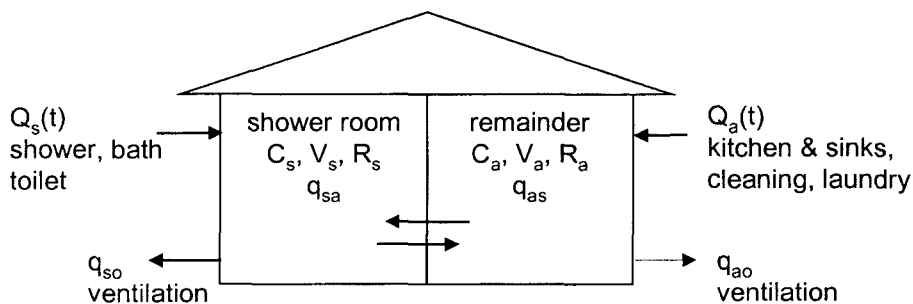 Q_s(t)
shower, bath
toilet
shower room
C_s, V_s, R_s
q_sa
remainder
C_a, V_a, R_a
q_as
Q_a(t)
kitchen & sinks,
cleaning, laundry
q_so
ventilation
q_ao
ventilation